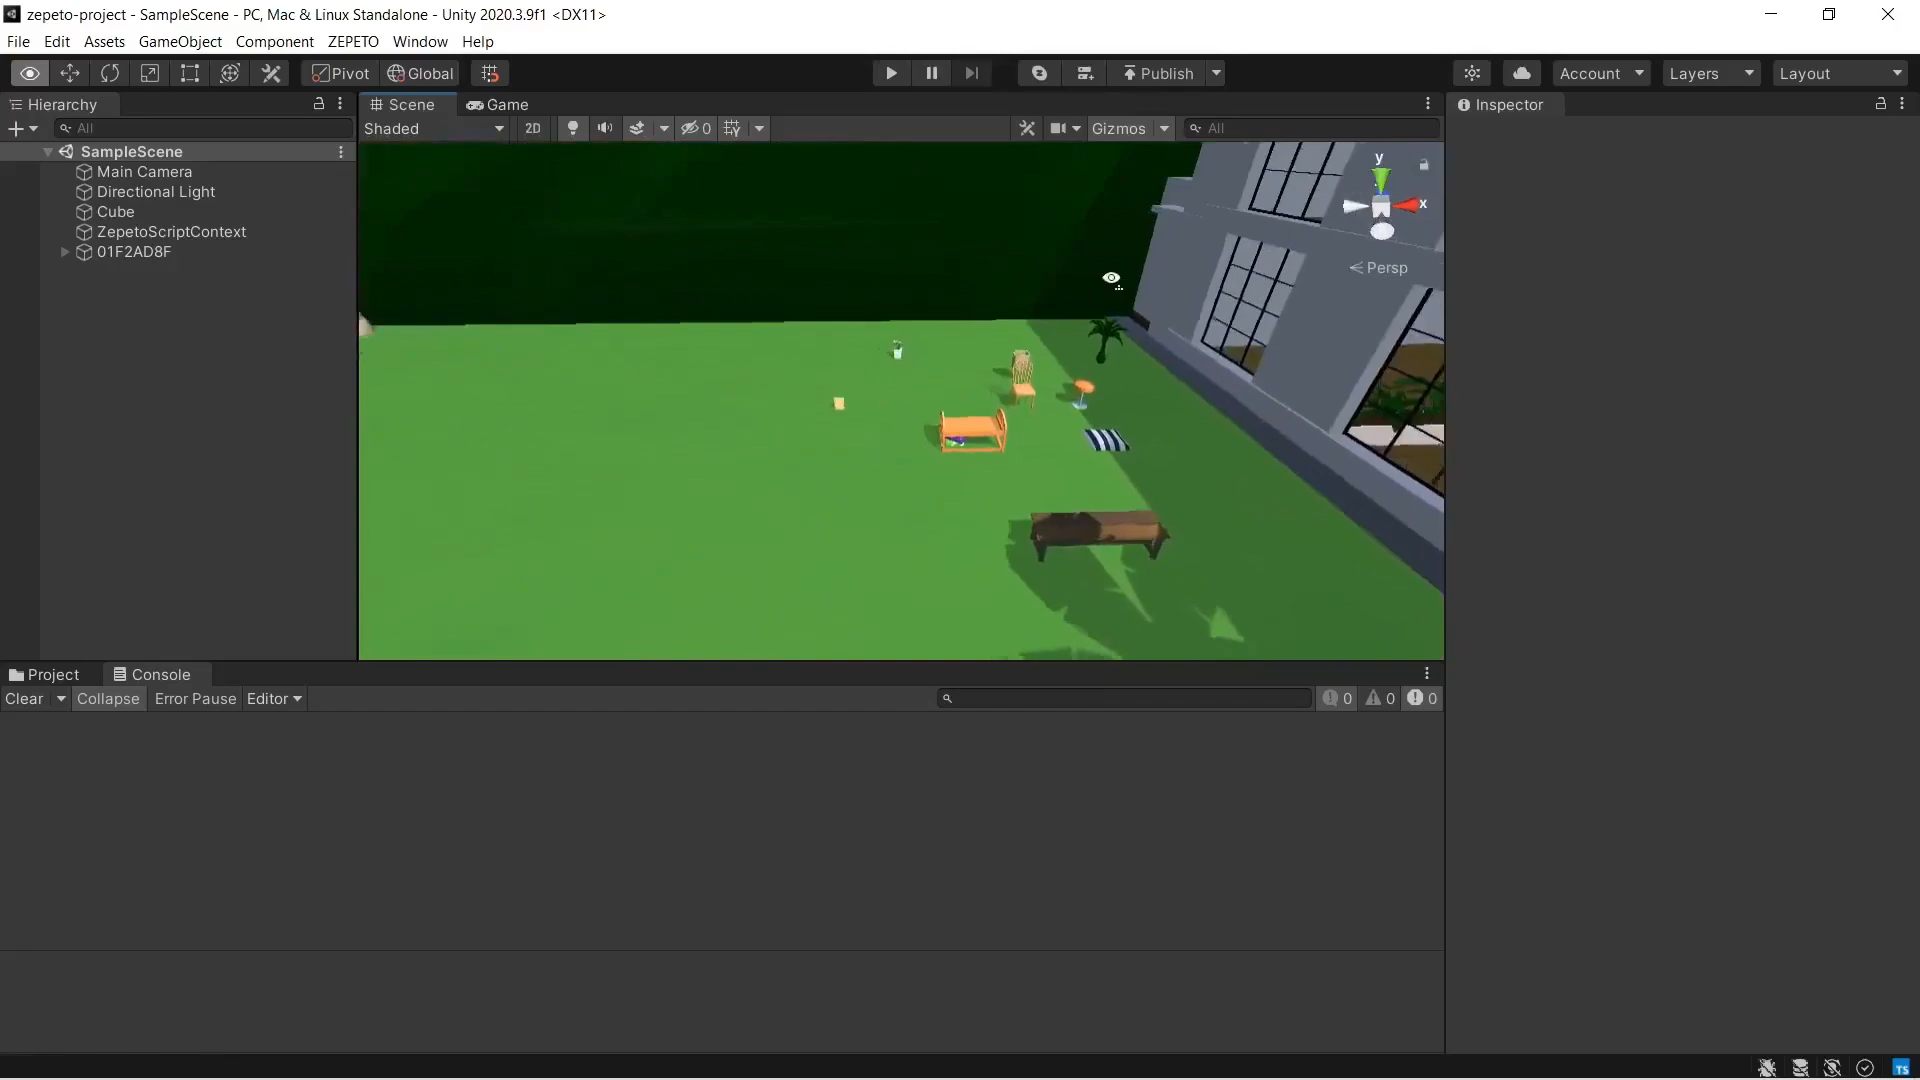 zepeto-project - SampleScene - PC, Mac & Linux Standalone - Unity 2020.3.9f1 <DX11>
File Edit Assets GameObject Component ZEPETO Window Help
Pivot Global Publish Account Layers Layout
Hierarchy Scene Game Inspector
All Shaded 2D 0 Gizmos All
SampleScene
Main Camera
Directional Light
Cube
ZepetoScriptContext
01F2AD8F
y
x
Persp
Project Console
Clear Collapse Error Pause Editor 0 0 0
TS